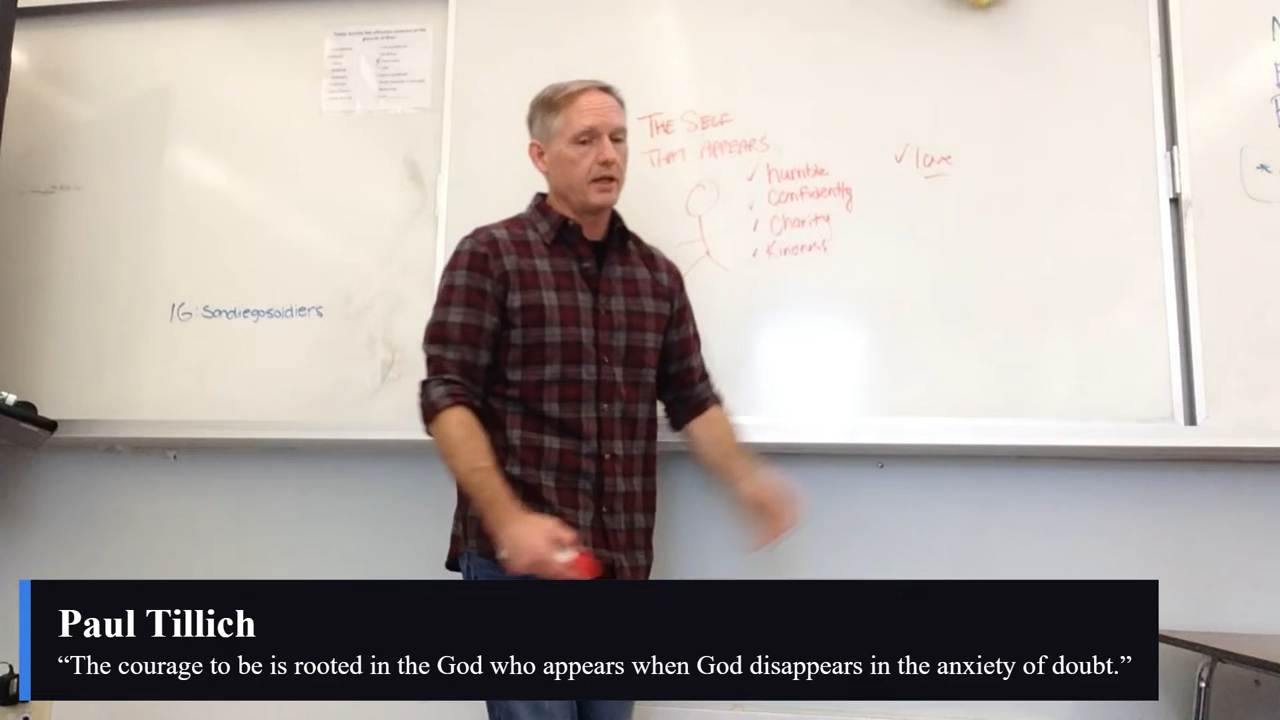 THE SELF
THAT APPEARS
✓ humble
✓ confidently
✓ Charity
✓ Kindness
✓ love
IG: Sandiegosoldiers
Paul Tillich
“The courage to be is rooted in the God who appears when God disappears in the anxiety of doubt.”